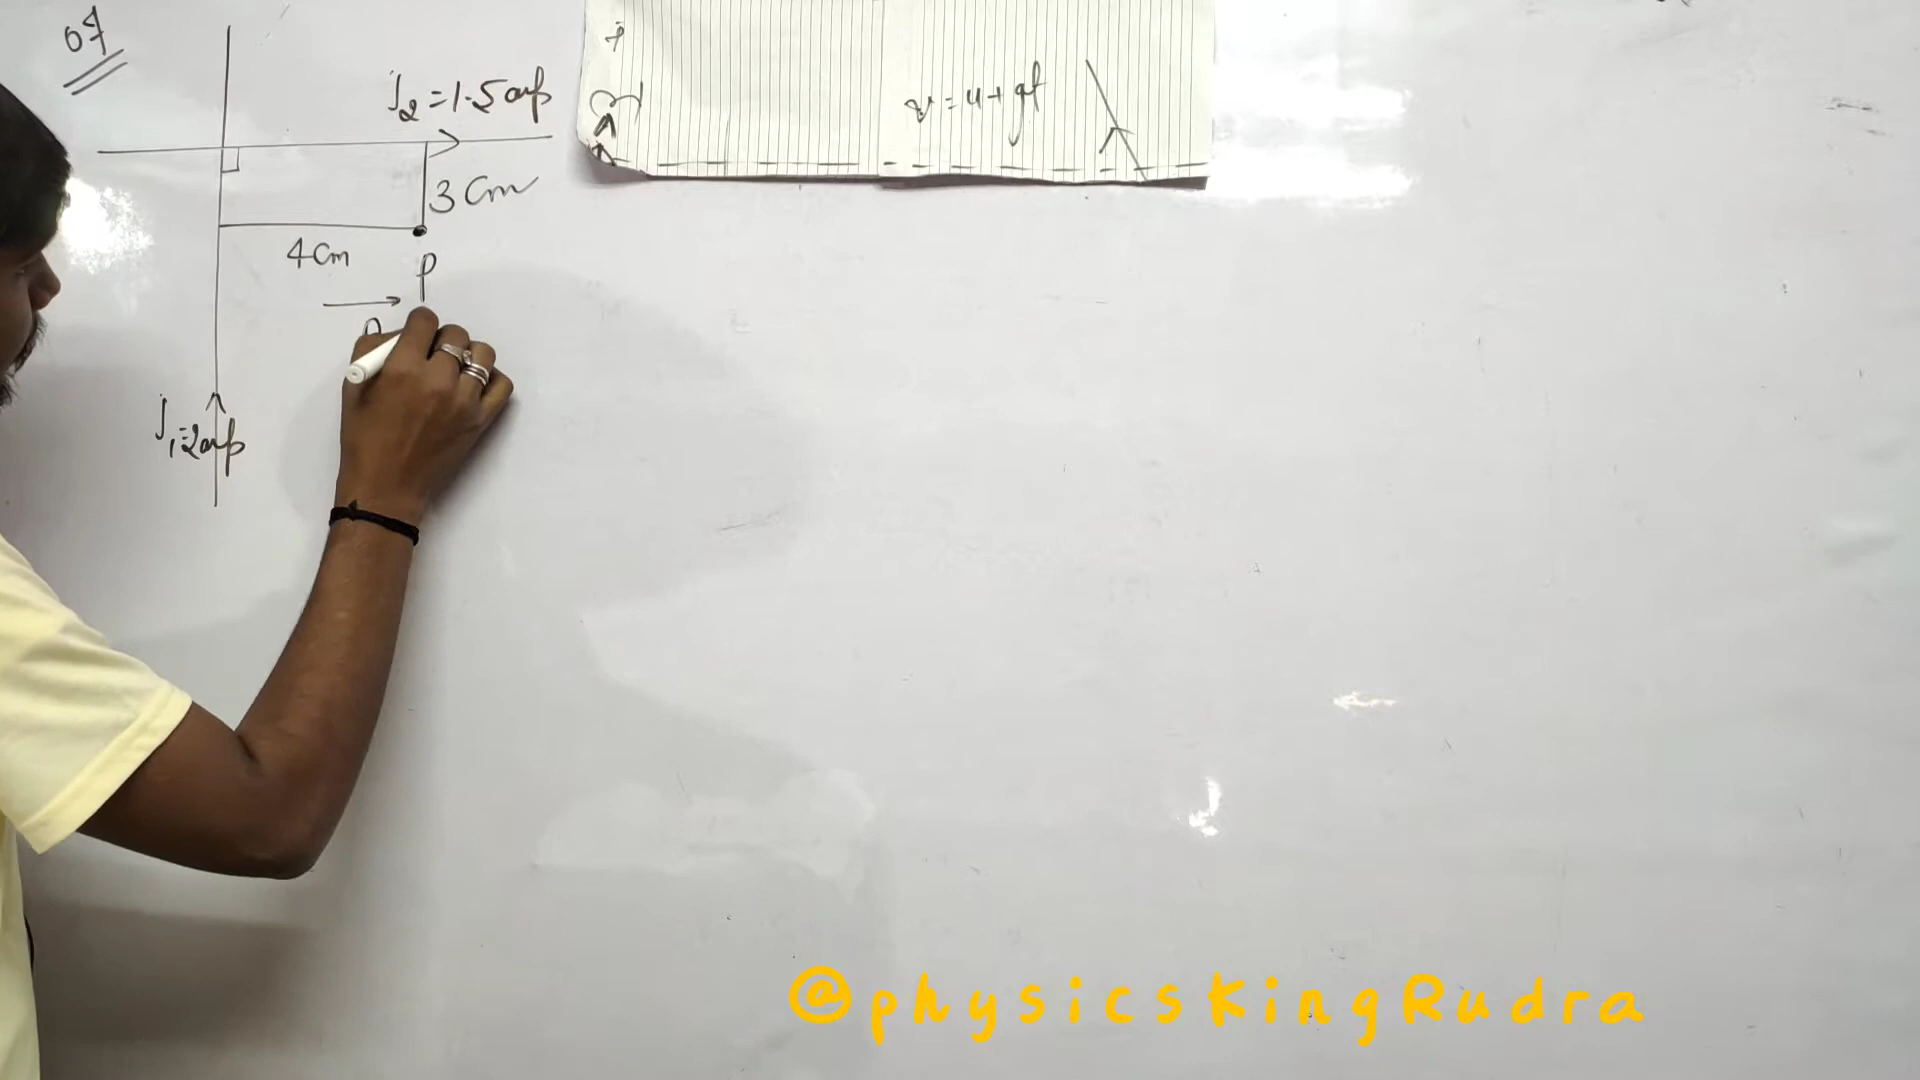 07
i₂ = 1.5 amp
3 Cm
4 Cm
P
i₁ = 2 amp
v = u + gt
@physicsKingRudra